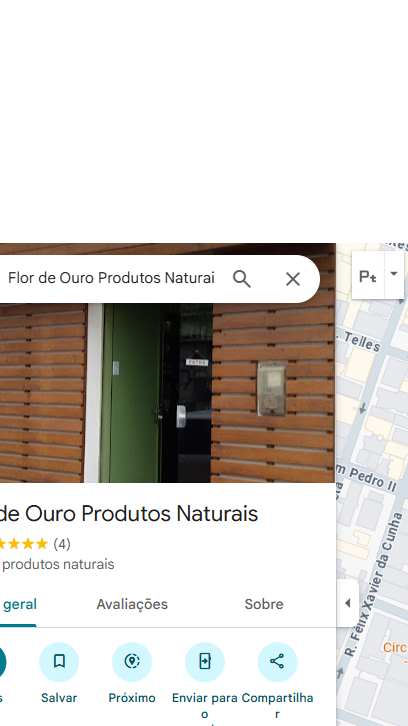 Flor de Ouro Produtos Naturai
de Ouro Produtos Naturais
(4)
produtos naturais
geral
Avaliações
Sobre
Salvar
Próximo
Enviar para
o
Compartilha
r
. Telles
m Pedro II
R. Félix Xavier da Cunha
Circ